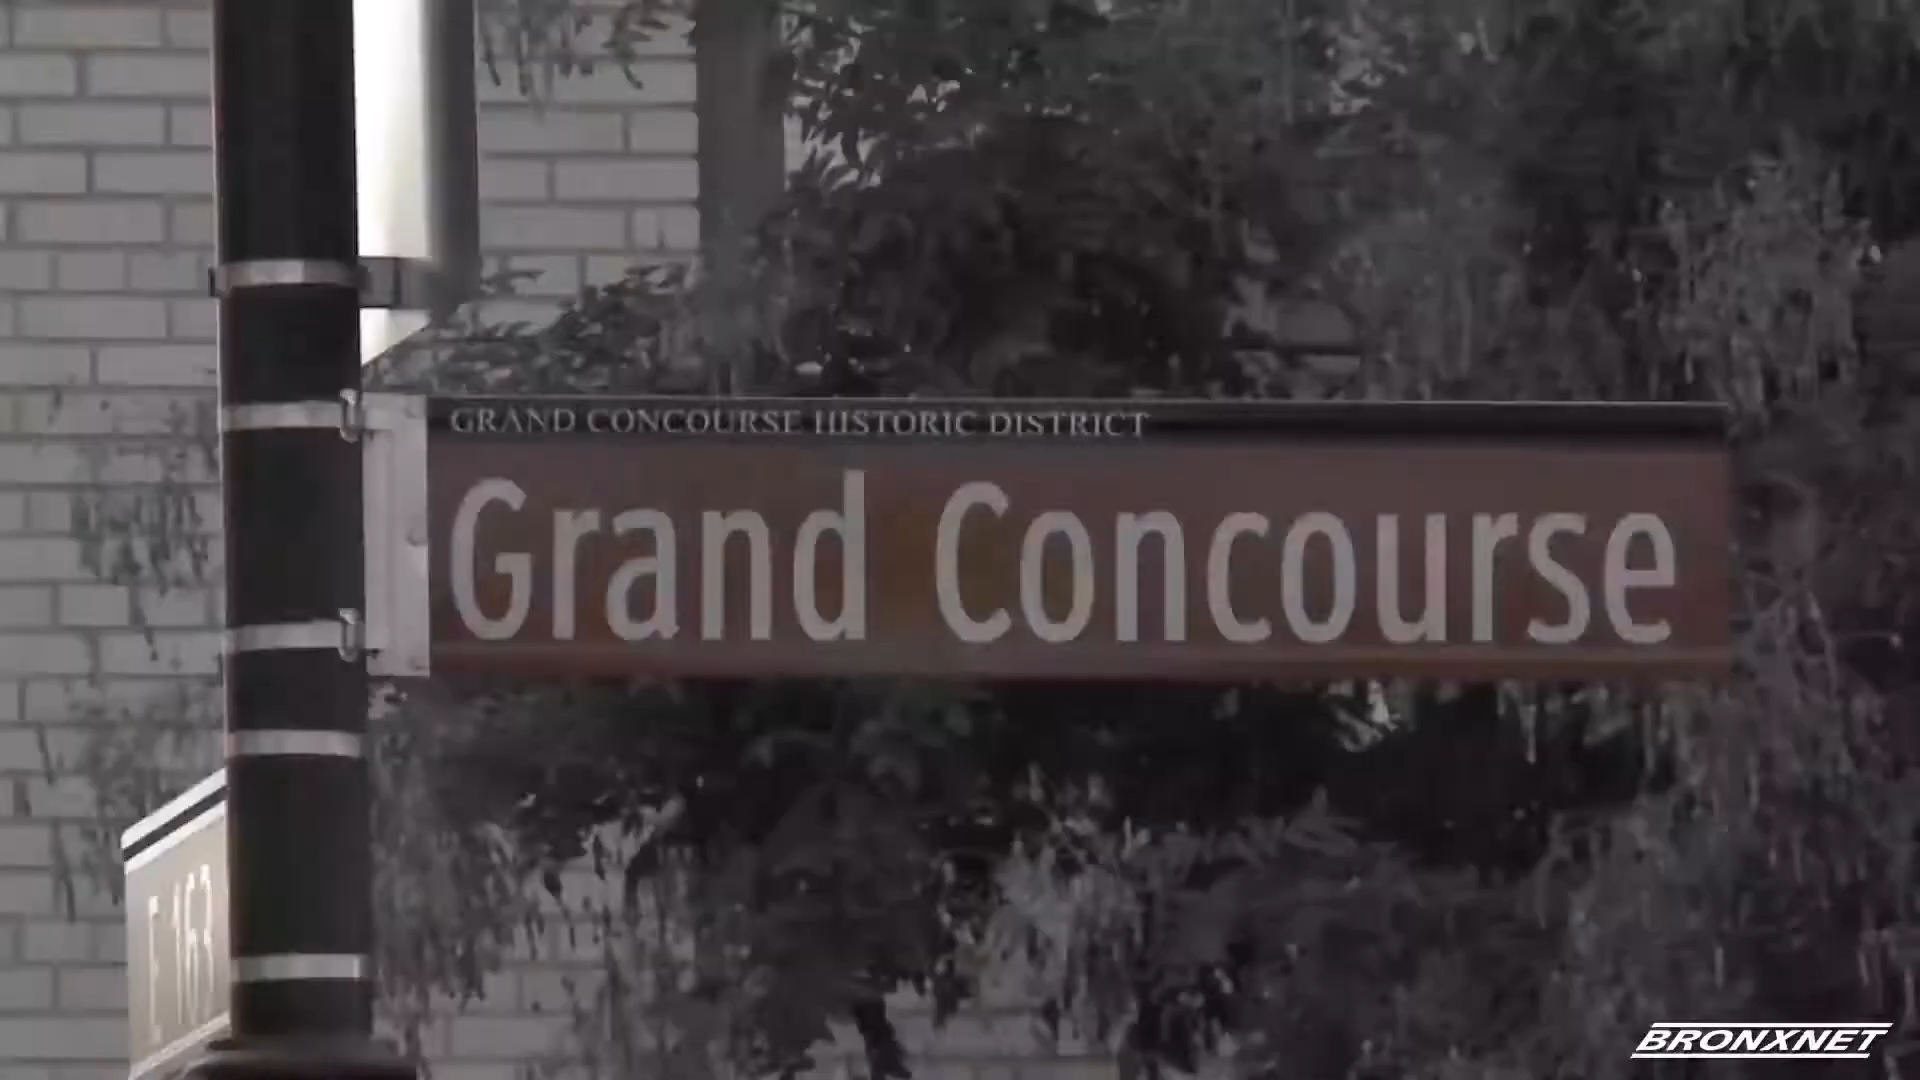 GRAND CONCOURSE HISTORIC DISTRICT
Grand Concourse
E 163
BRONXNET